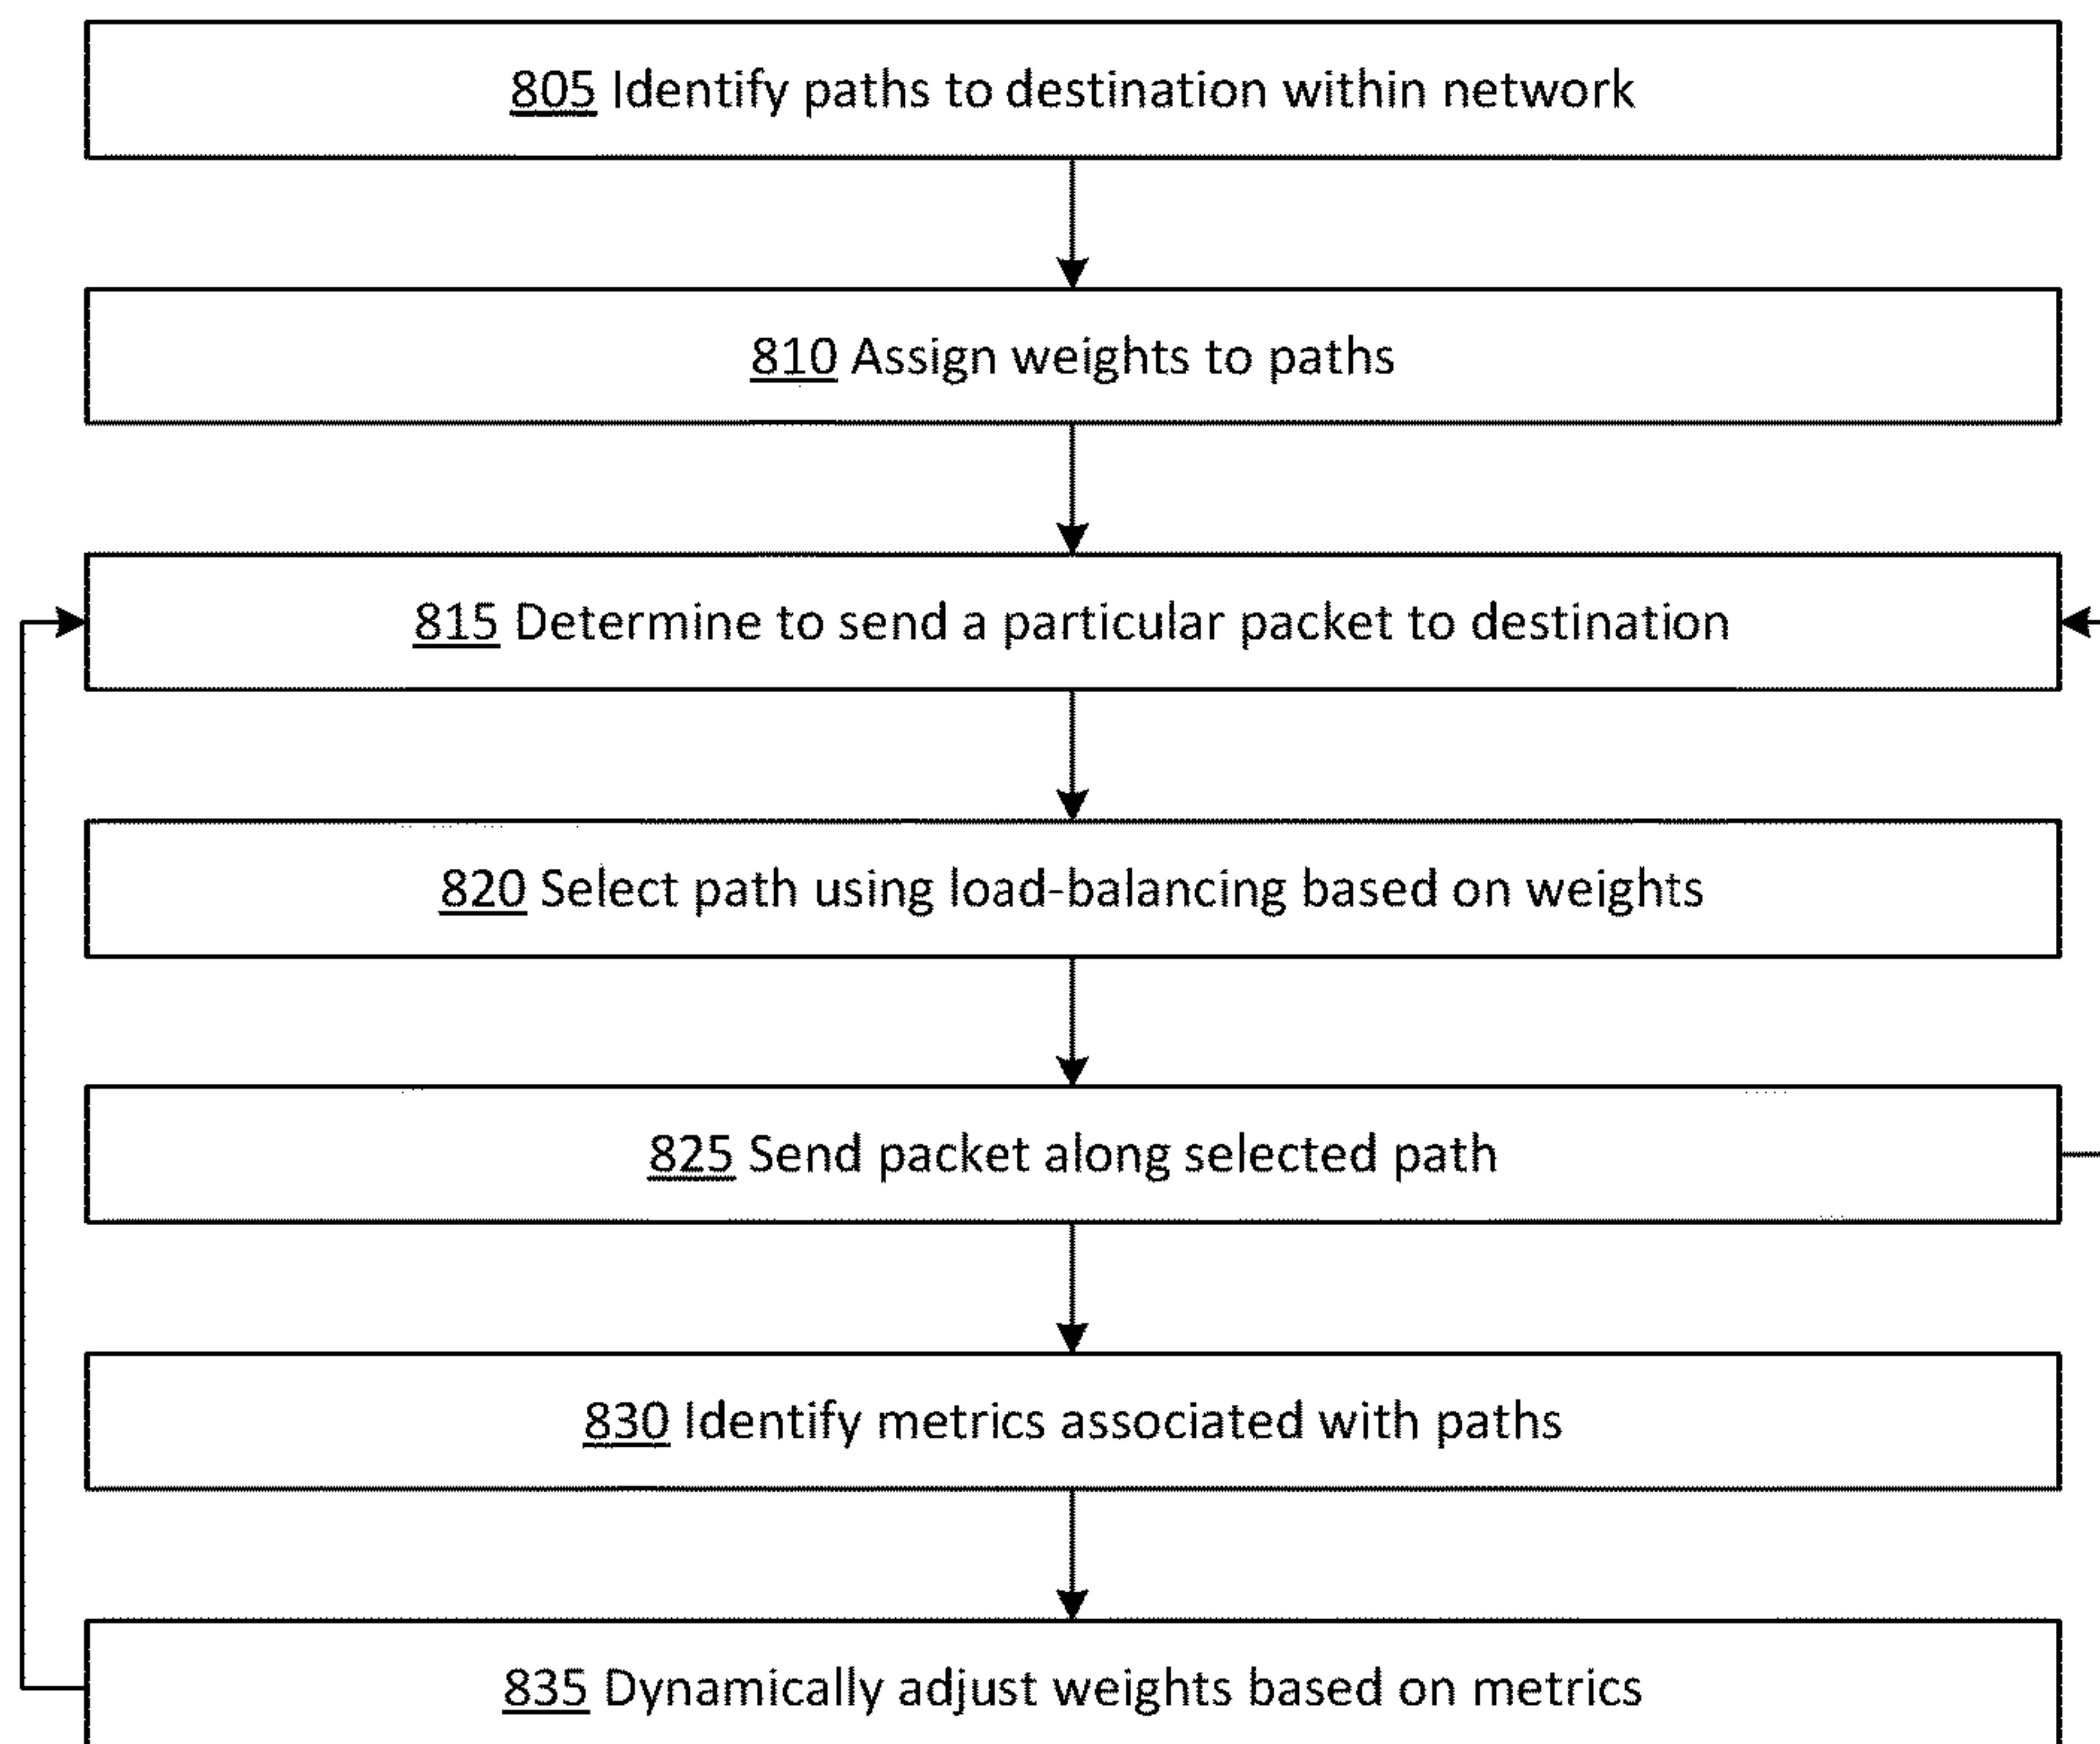 805 Identify paths to destination within network
810 Assign weights to paths
815 Determine to send a particular packet to destination
820 Select path using load-balancing based on weights
825 Send packet along selected path
830 Identify metrics associated with paths
835 Dynamically adjust weights based on metrics